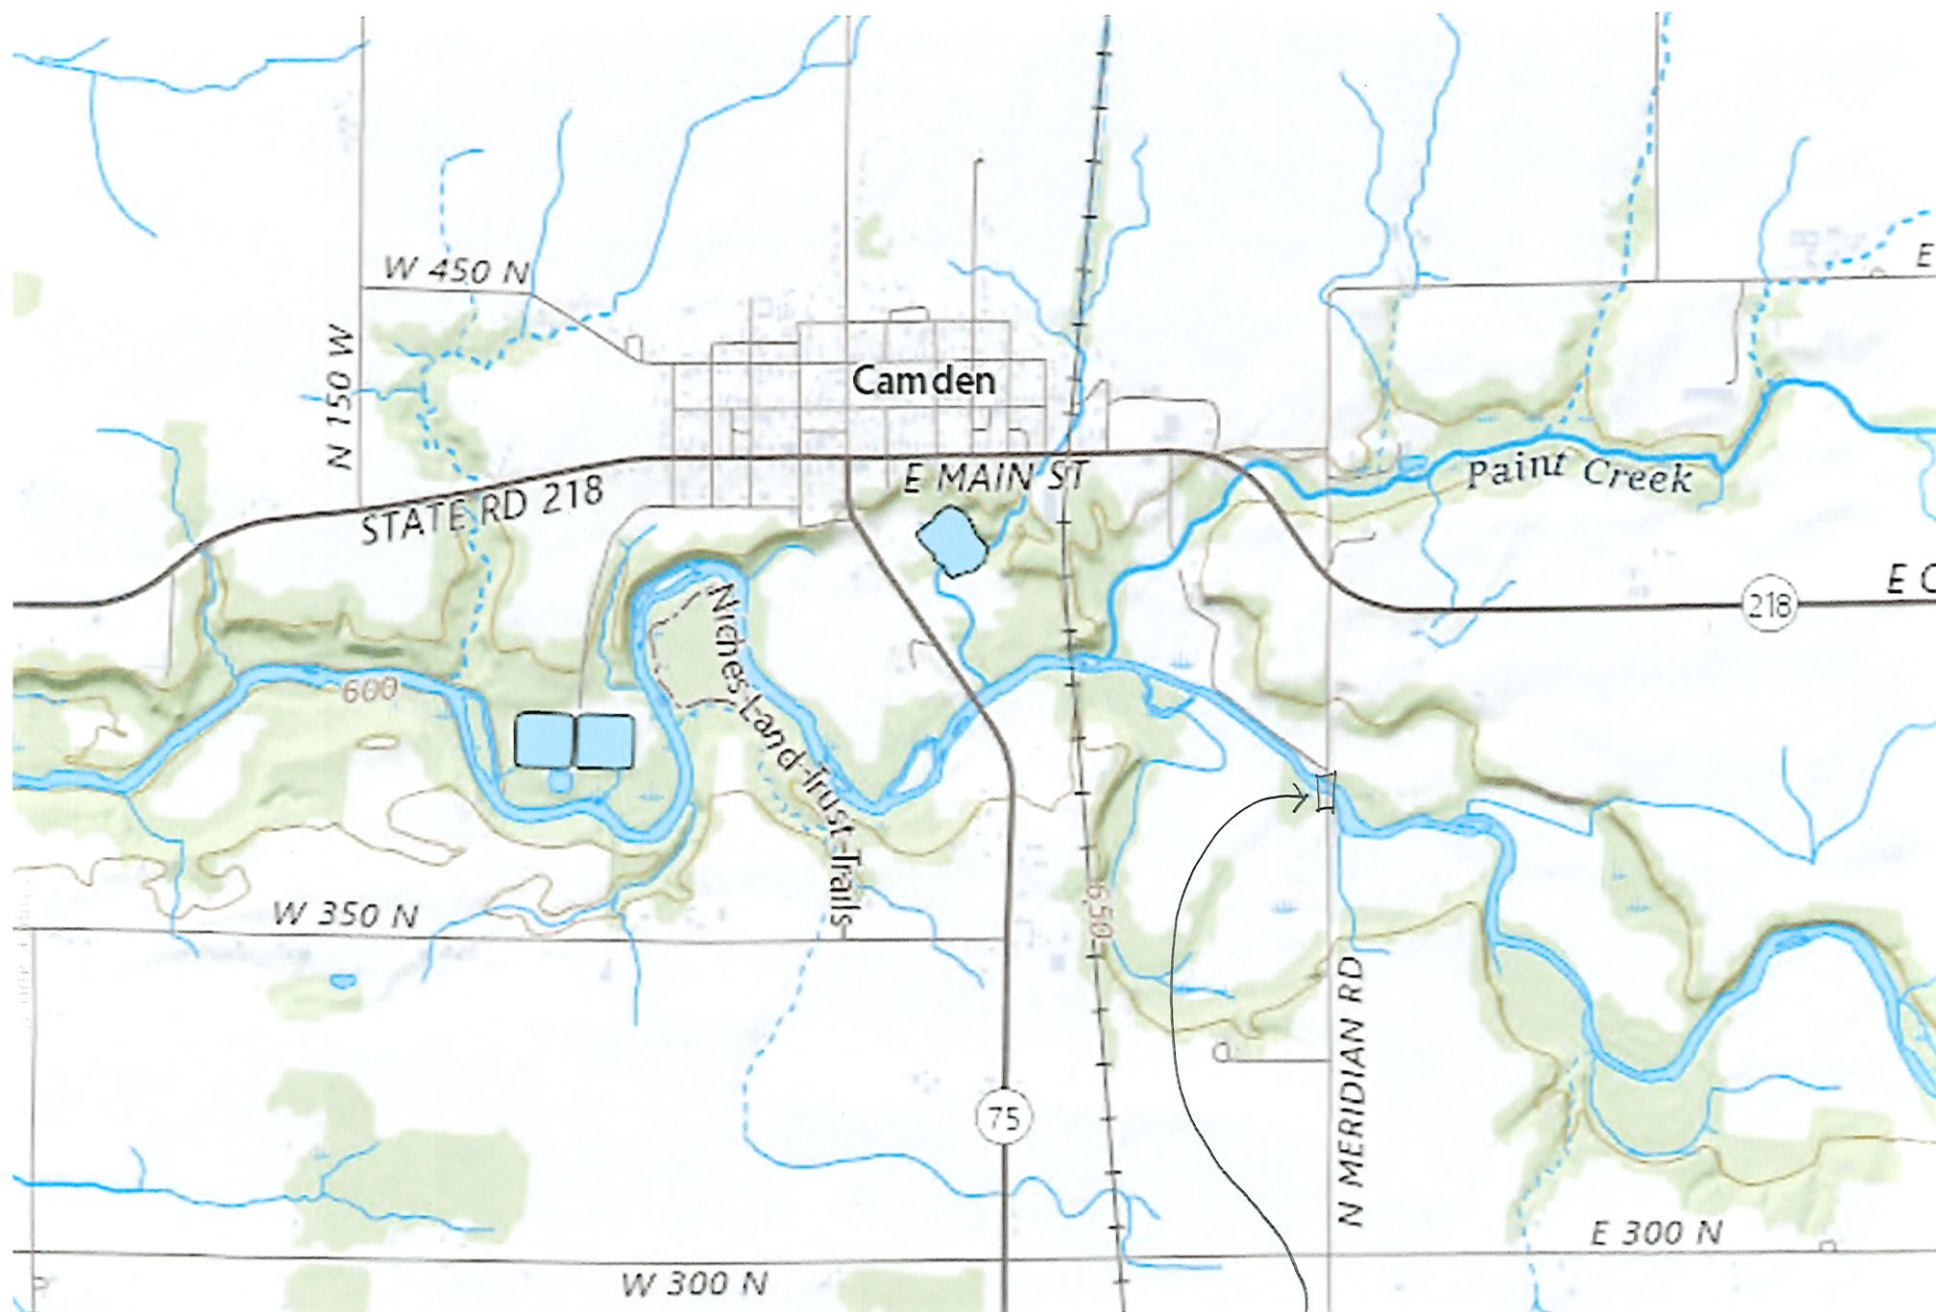 W 450 N
E
N 150 W
Camden
E MAIN ST
Paint Creek
STATE RD 218
E
218
600
Niches-Land-Trust-Trails
650
W 350 N
N MERIDIAN RD
75
E 300 N
W 300 N